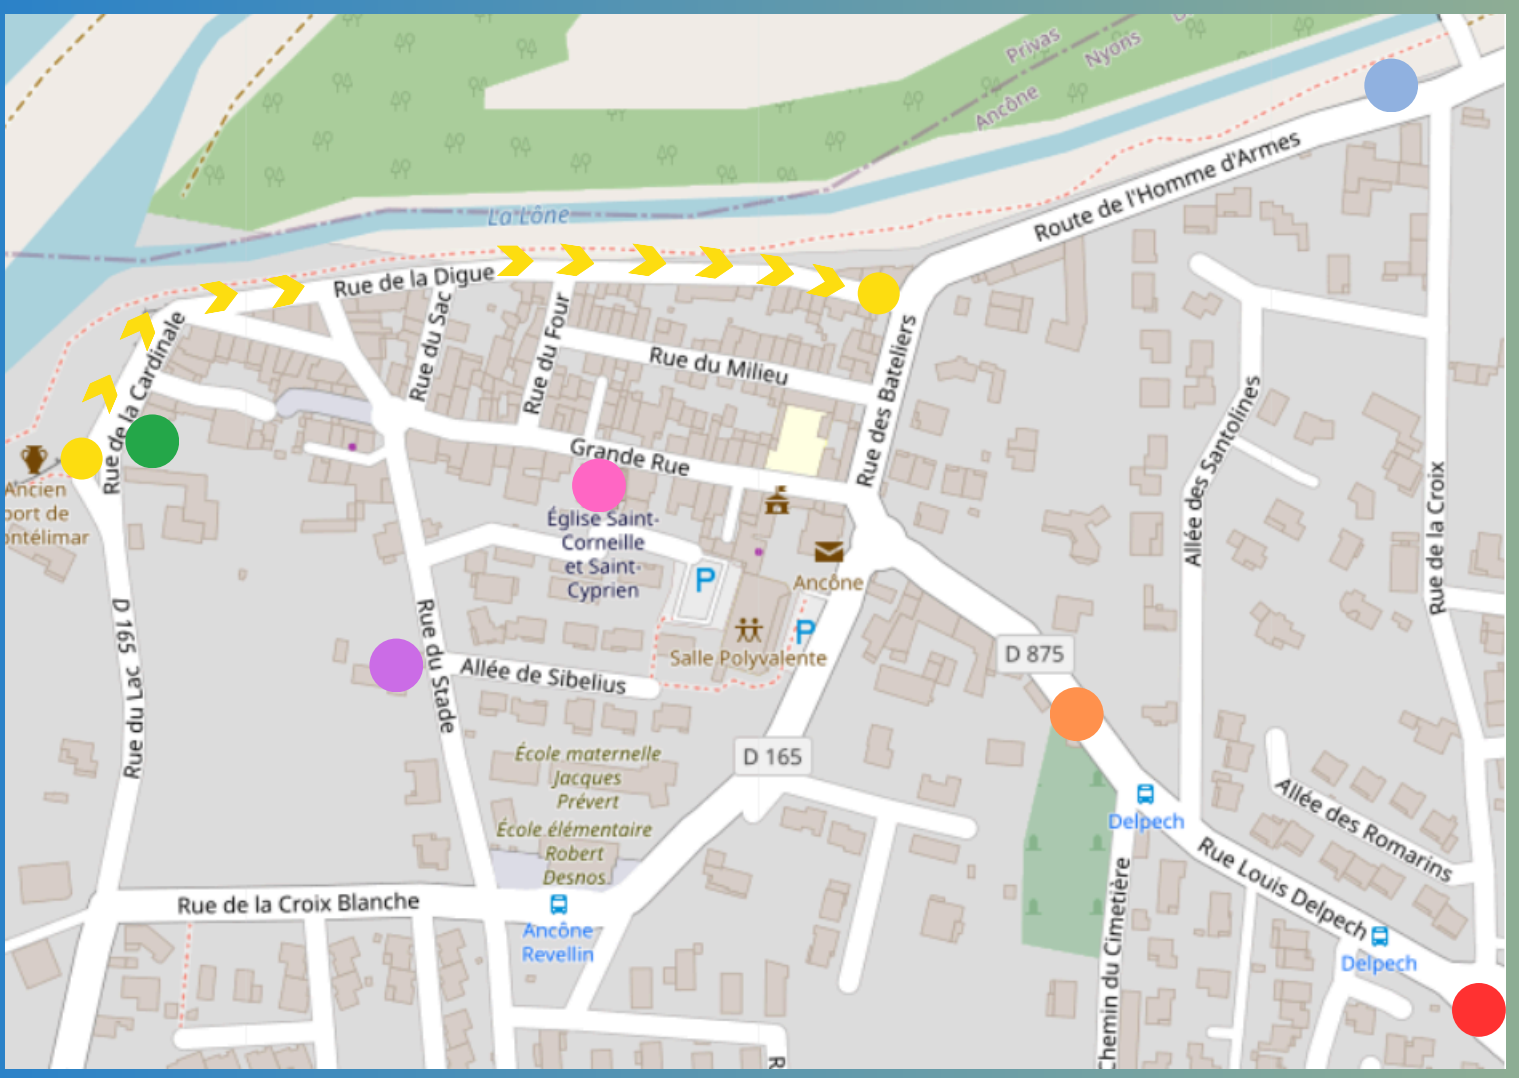 Privas
Nyons
Ancône
La Lône
Route de l'Homme d'Armes
Rue de la Digue
Rue de la Cardinale
Rue du Sac
Rue du Four
Rue du Milieu
Rue des Bateliers
Grande Rue
Allée des Santolines
Rue de la Croix
Ancien
port de
ontélimar
Église Saint-
Corneille
et Saint-
Cyprien
P
Ancône
P
Salle Polyvalente
D 165 Rue du Lac
Rue du Stade
Allée de Sibelius
D 875
D 165
École maternelle
Jacques
Prévert
École élémentaire
Robert
Desnos
Delpech
Allée des Romarins
Rue Louis Delpech
Rue de la Croix Blanche
Ancône
Revellin
Delpech
Chemin du Cimetière
R